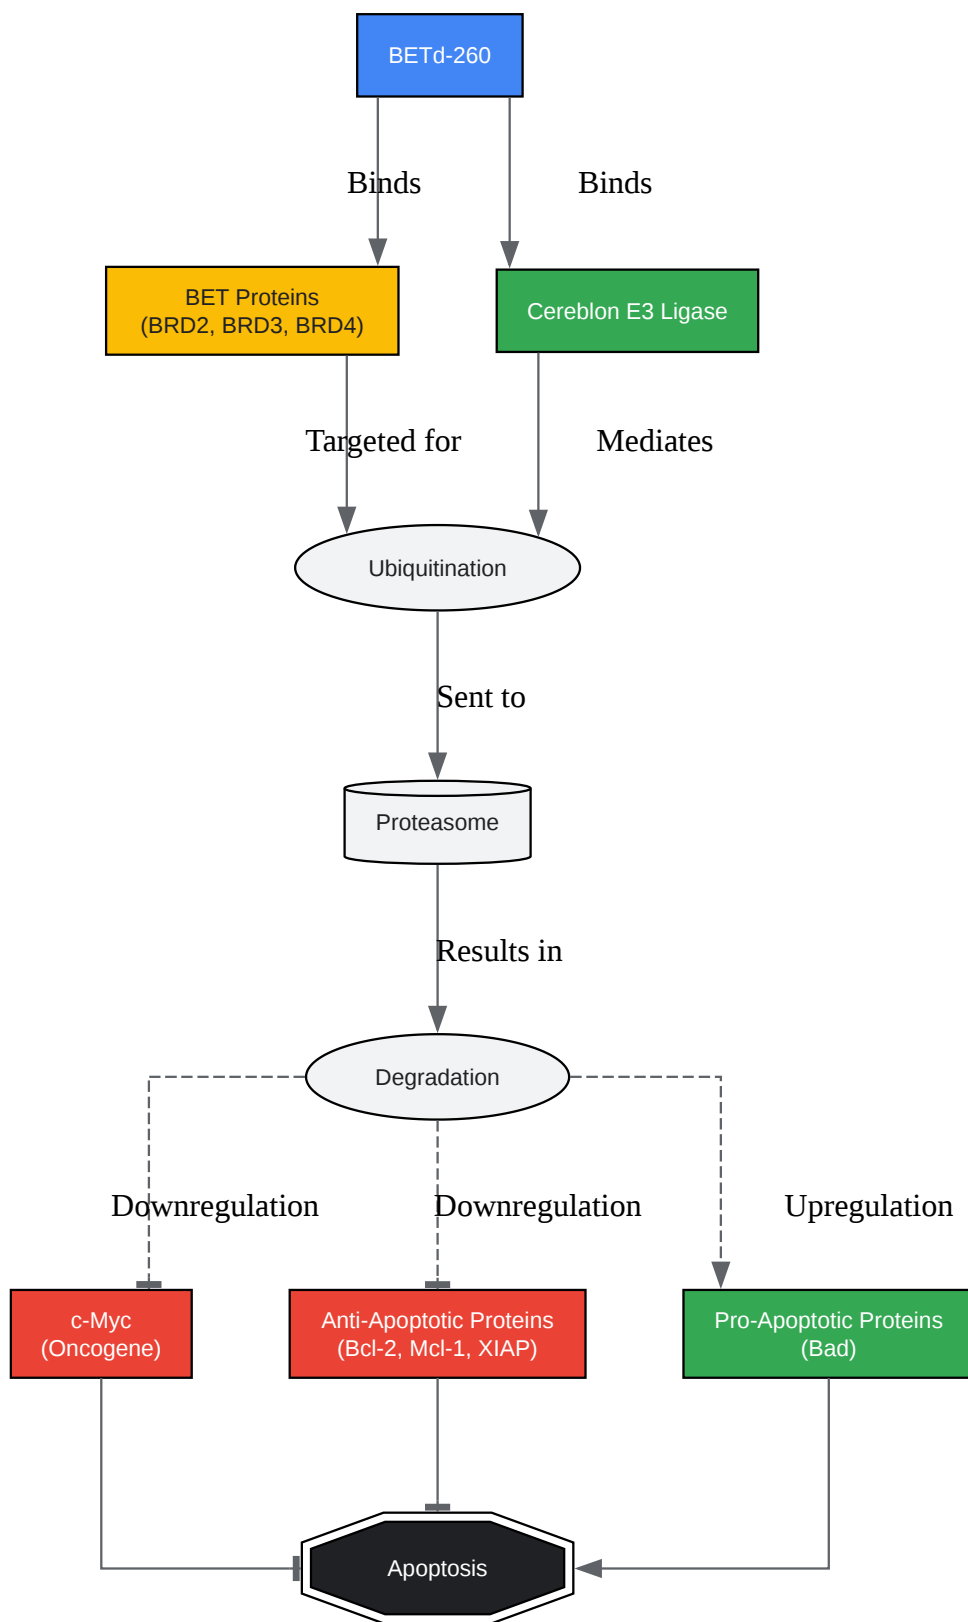 BETd-260
Binds
Binds
BET Proteins
(BRD2, BRD3, BRD4)
Cereblon E3 Ligase
Targeted for
Mediates
Ubiquitination
Sent to
Proteasome
Results in
Degradation
Downregulation
Downregulation
Upregulation
c-Myc
(Oncogene)
Anti-Apoptotic Proteins
(Bcl-2, Mcl-1, XIAP)
Pro-Apoptotic Proteins
(Bad)
Apoptosis